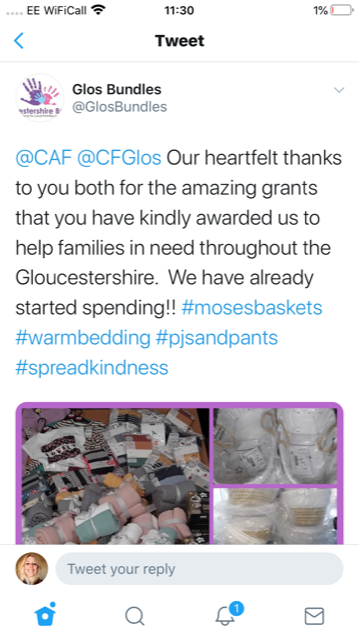 EE WiFiCall 11:30 1%
Tweet
Glos Bundles
@GlosBundles
@CAF @CFGlos Our heartfelt thanks
to you both for the amazing grants
that you have kindly awarded us to
help families in need throughout the
Gloucestershire. We have already
started spending!! #mosesbaskets
#warmbedding #pjsandpants
#spreadkindness
Tweet your reply
1